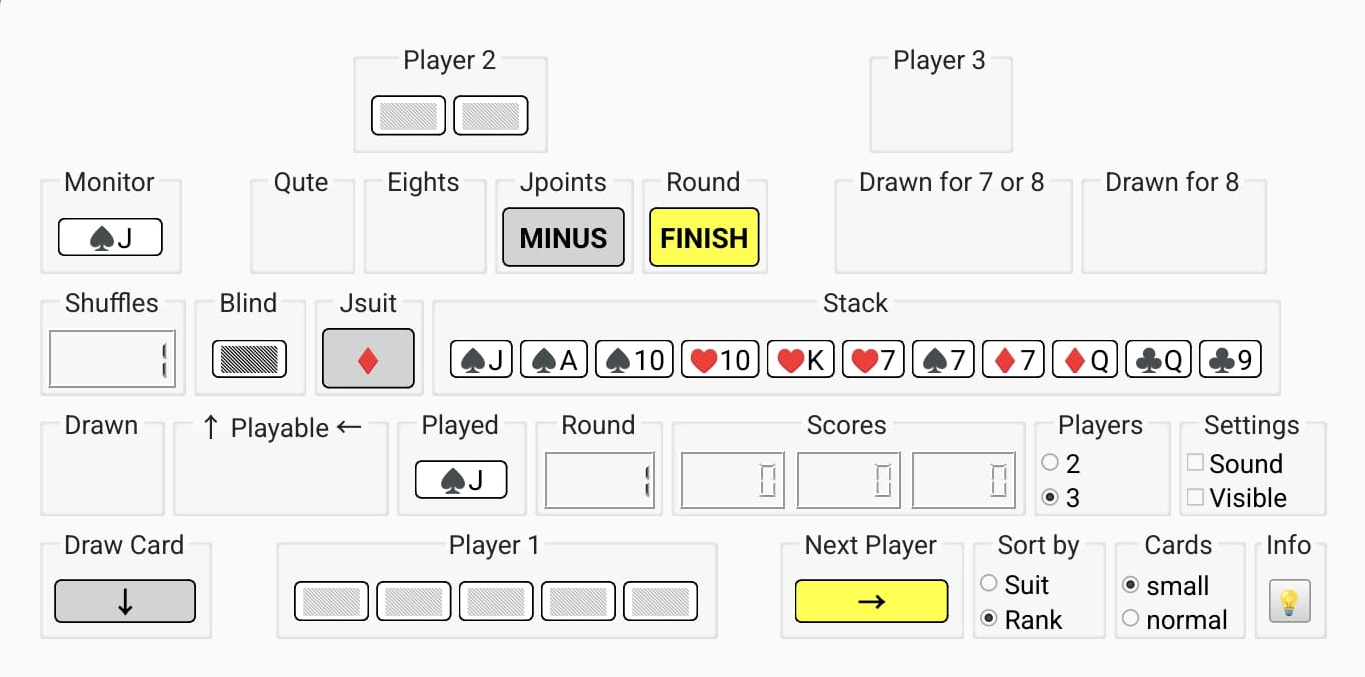 Player 2 Player 3
Monitor Qute Eights Jpoints Round Drawn for 7 or 8 Drawn for 8
♠J MINUS FINISH
Shuffles Blind Jsuit Stack
1 ♦ ♠J ♠A ♠10 ♥10 ♥K ♥7 ♠7 ♦7 ♦Q ♣Q ♣9
Drawn ↑ Playable ← Played Round Scores Players Settings
2 Sound
♠J 1 0 0 0
3 Visible
Draw Card Player 1 Next Player Sort by Cards Info
Suit small
↓ →
Rank normal